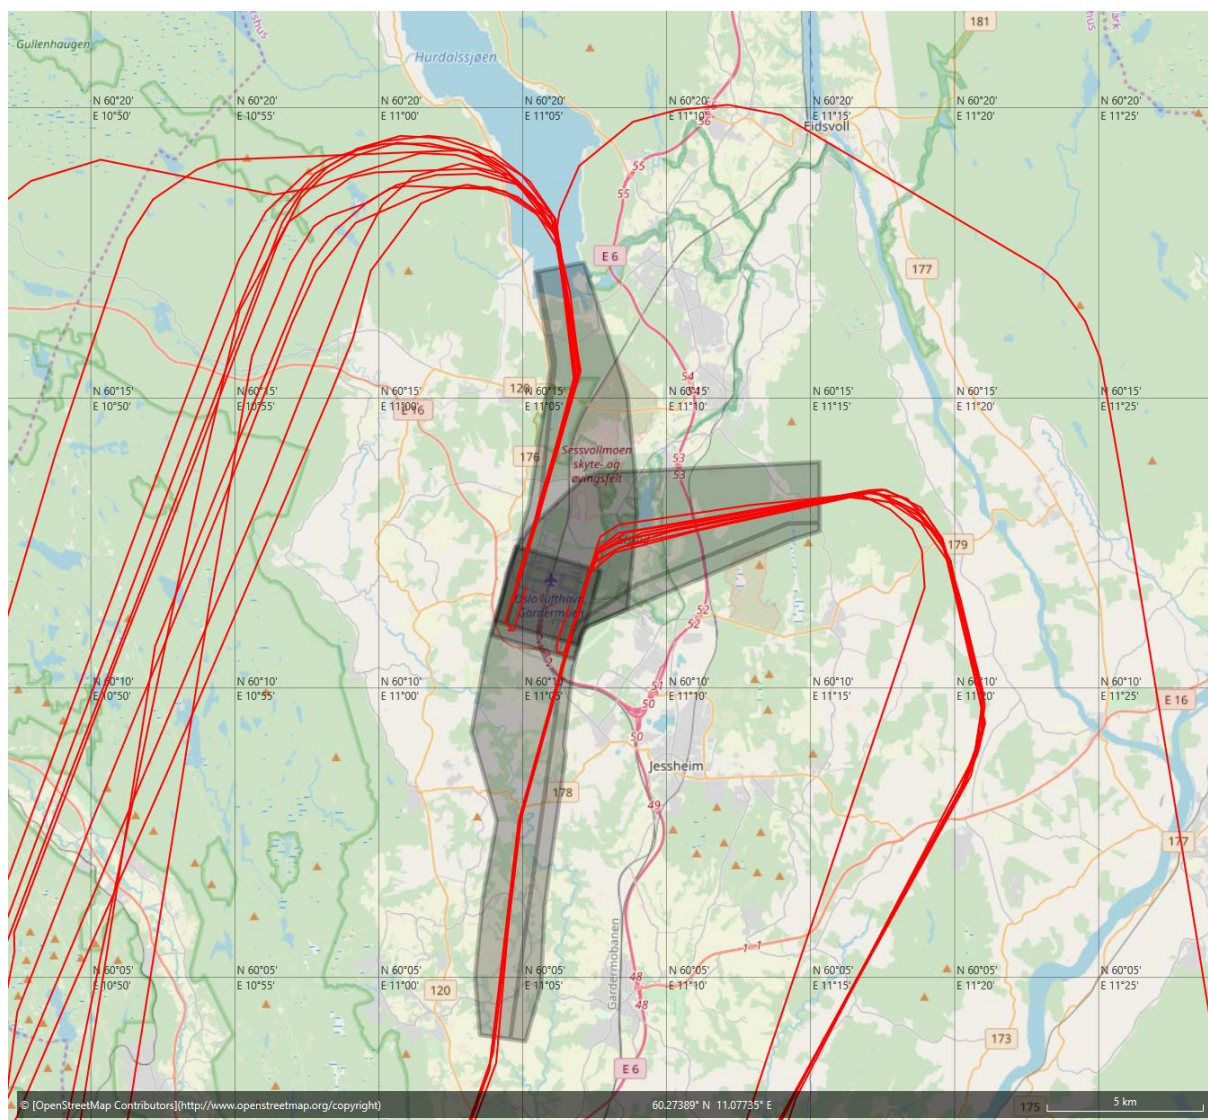 181
Gullenhaugen
Hurdalssjøen
N 60°20'
E 10°50'
N 60°20'
E 10°55'
N 60°20'
E 11°00'
N 60°20'
E 11°05'
N 60°20'
E 11°10'
N 60°20'
E 11°15'
N 60°20'
E 11°20'
N 60°20'
E 11°25'
56
Eidsvoll
55
55
E 6
177
54
N 60°15'
E 10°50'
N 60°15'
E 10°55'
N 60°15'
E 11°00'
N 60°15'
E 11°05'
N 60°15'
E 11°10'
N 60°15'
E 11°15'
N 60°15'
E 11°20'
N 60°15'
E 11°25'
120
E 16
176
Sessvollmoen
skyte- og
øvingsfelt
53
53
179
Oslo lufthavn,
Gardermoen
52
52
2
N 60°10'
E 10°50'
N 60°10'
E 10°55'
N 60°10'
E 11°00'
N 60°10'
E 11°05'
N 60°10'
E 11°10'
N 60°10'
E 11°15'
N 60°10'
E 11°20'
N 60°10'
E 11°25'
51
50
50
E 16
Jessheim
178
49
177
Gardermobanen
1 1
N 60°05'
E 10°50'
N 60°05'
E 10°55'
N 60°05'
E 11°00'
N 60°05'
E 11°05'
N 60°05'
E 11°10'
N 60°05'
E 11°15'
N 60°05'
E 11°20'
N 60°05'
E 11°25'
48
48
120
173
E 6
© [OpenStreetMap Contributors](http://www.openstreetmap.org/copyright)
60.27389° N 11.07735° E
5 km
175